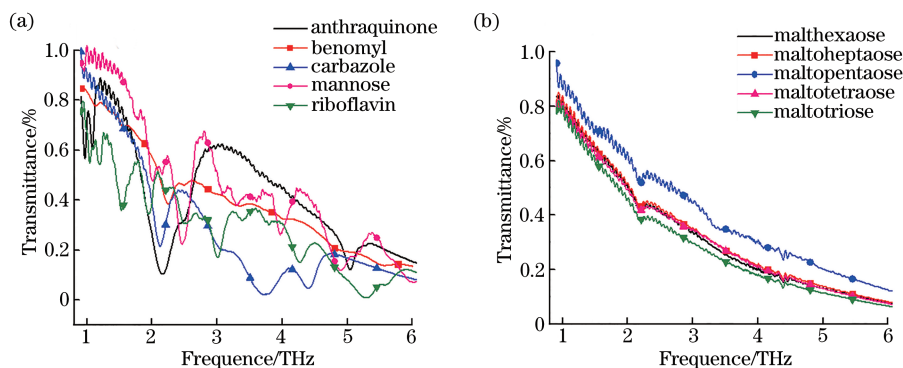 (a)
anthraquinone
benomyl
carbazole
mannose
riboflavin
1.0
0.8
0.6
0.4
0.2
0
Transmittance/%
1 2 3 4 5 6
Frequence/THz
(b)
malthexaose
maltoheptaose
maltopentaose
maltotetraose
maltotriose
1.0
0.8
0.6
0.4
0.2
0
Transmittance/%
1 2 3 4 5 6
Frequence/THz